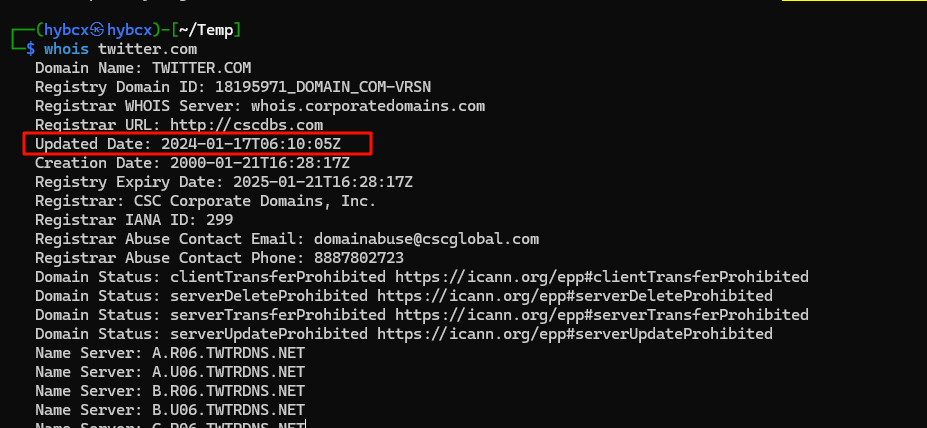 (hybcx㉿hybcx)-[~/Temp]
$ whois twitter.com
Domain Name: TWITTER.COM
Registry Domain ID: 18195971_DOMAIN_COM-VRSN
Registrar WHOIS Server: whois.corporatedomains.com
Registrar URL: http://cscdbs.com
Updated Date: 2024-01-17T06:10:05Z
Creation Date: 2000-01-21T16:28:17Z
Registry Expiry Date: 2025-01-21T16:28:17Z
Registrar: CSC Corporate Domains, Inc.
Registrar IANA ID: 299
Registrar Abuse Contact Email: domainabuse@cscglobal.com
Registrar Abuse Contact Phone: 8887802723
Domain Status: clientTransferProhibited https://icann.org/epp#clientTransferProhibited
Domain Status: serverDeleteProhibited https://icann.org/epp#serverDeleteProhibited
Domain Status: serverTransferProhibited https://icann.org/epp#serverTransferProhibited
Domain Status: serverUpdateProhibited https://icann.org/epp#serverUpdateProhibited
Name Server: A.R06.TWTRDNS.NET
Name Server: A.U06.TWTRDNS.NET
Name Server: B.R06.TWTRDNS.NET
Name Server: B.U06.TWTRDNS.NET
Name Server: C.R06.TWTRDNS.NET